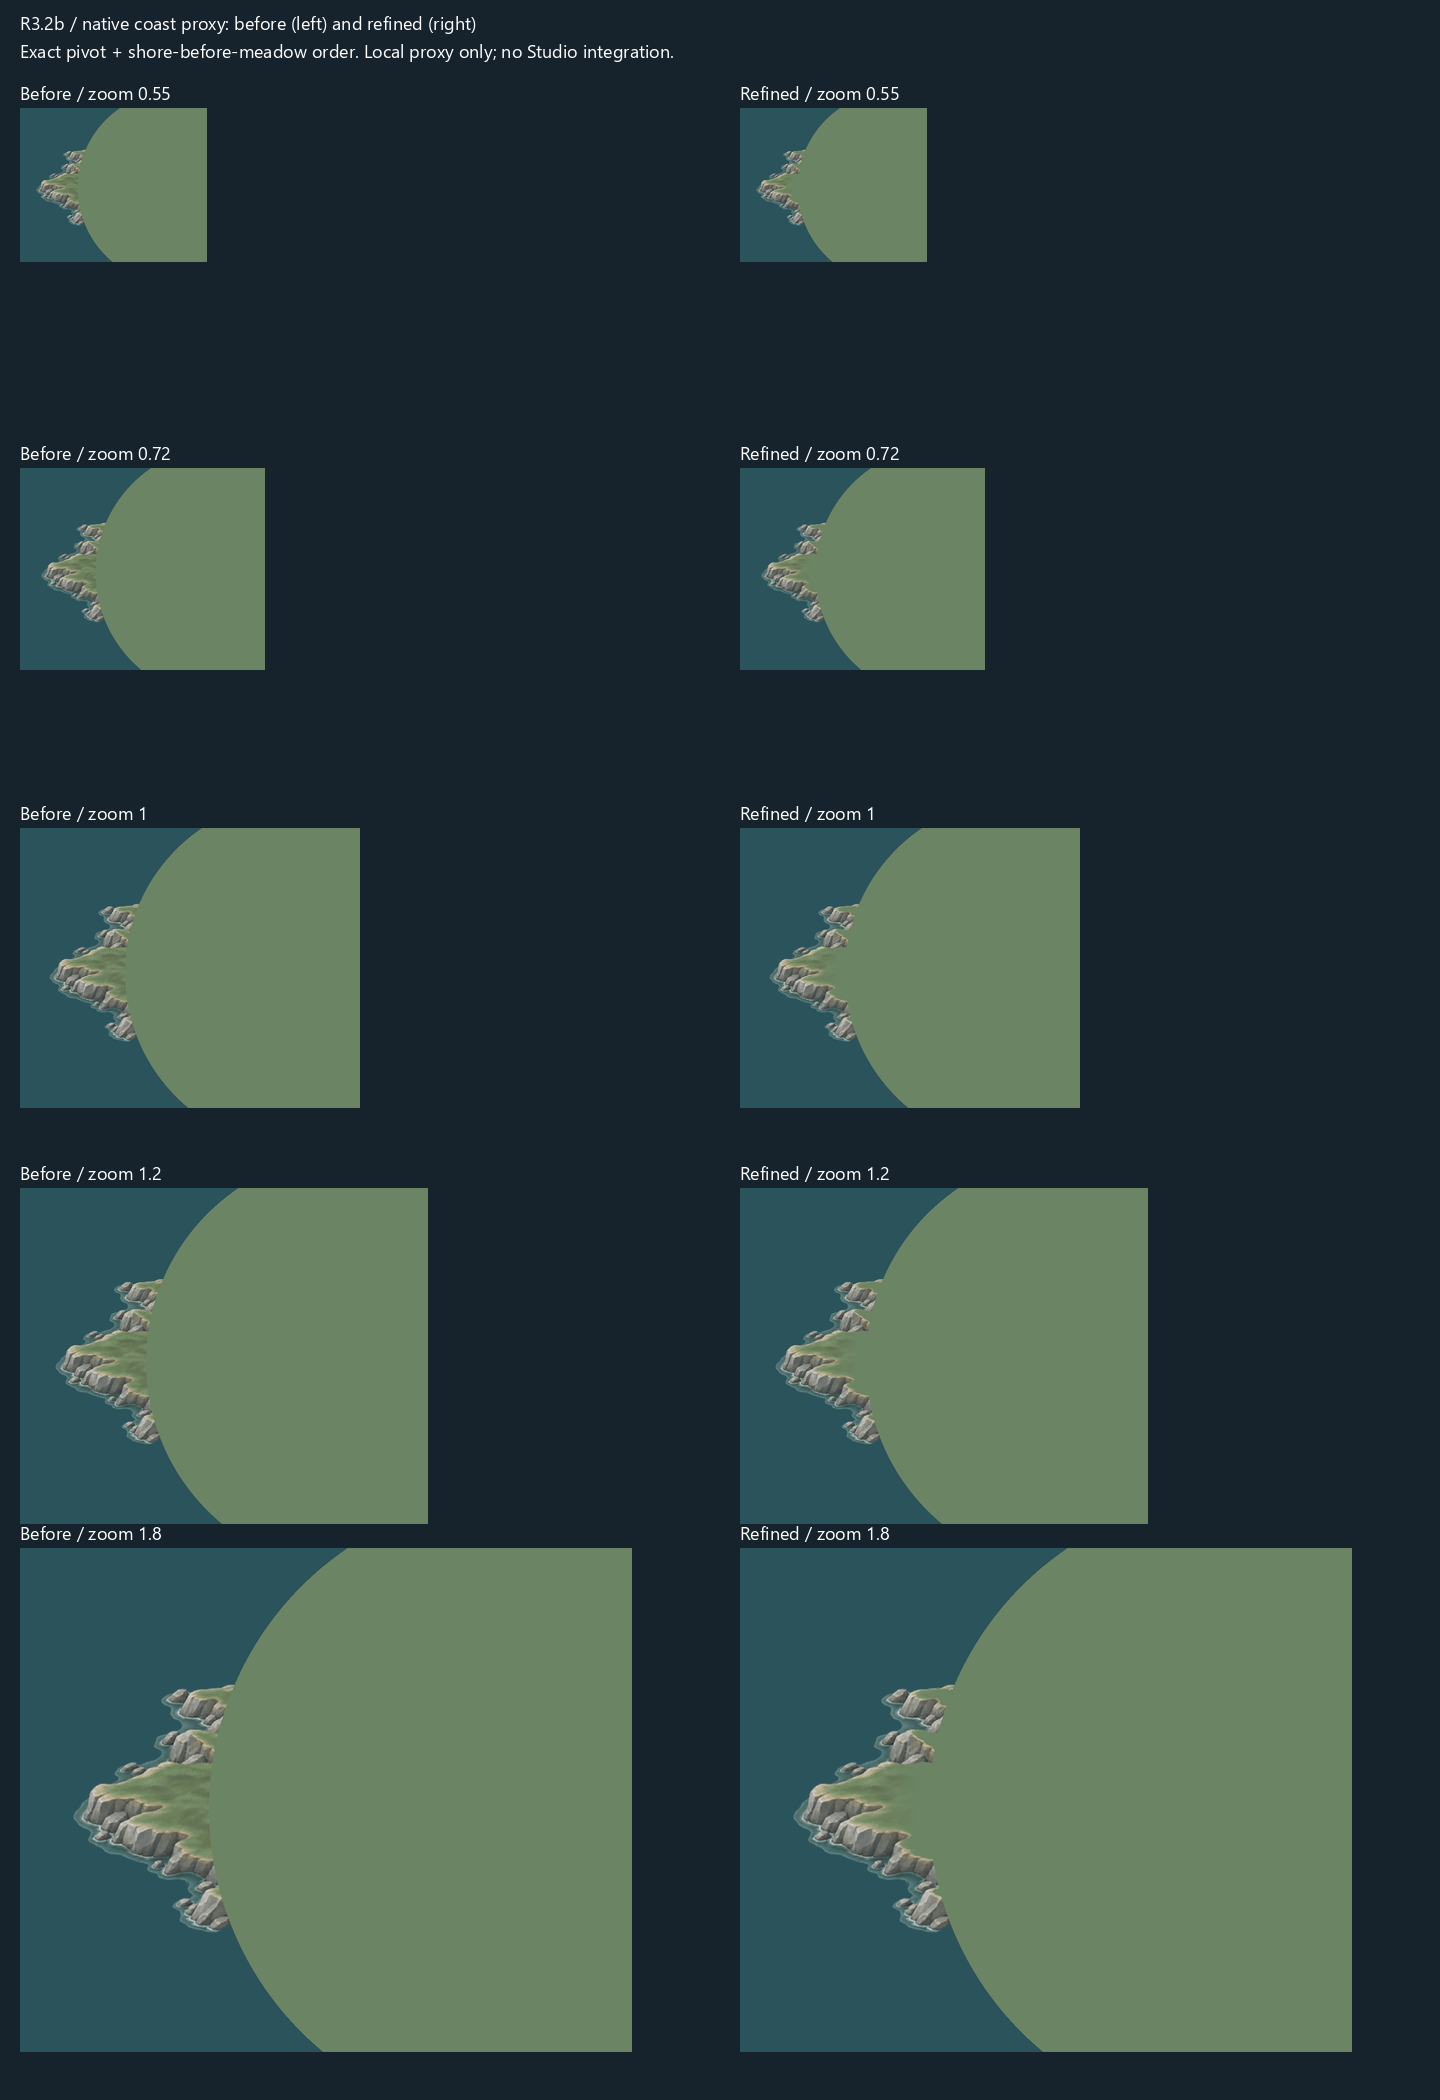 R3.2b / native coast proxy: before (left) and refined (right)
Exact pivot + shore-before-meadow order. Local proxy only; no Studio integration.
Before / zoom 0.55
Refined / zoom 0.55
Before / zoom 0.72
Refined / zoom 0.72
Before / zoom 1
Refined / zoom 1
Before / zoom 1.2
Refined / zoom 1.2
Before / zoom 1.8
Refined / zoom 1.8